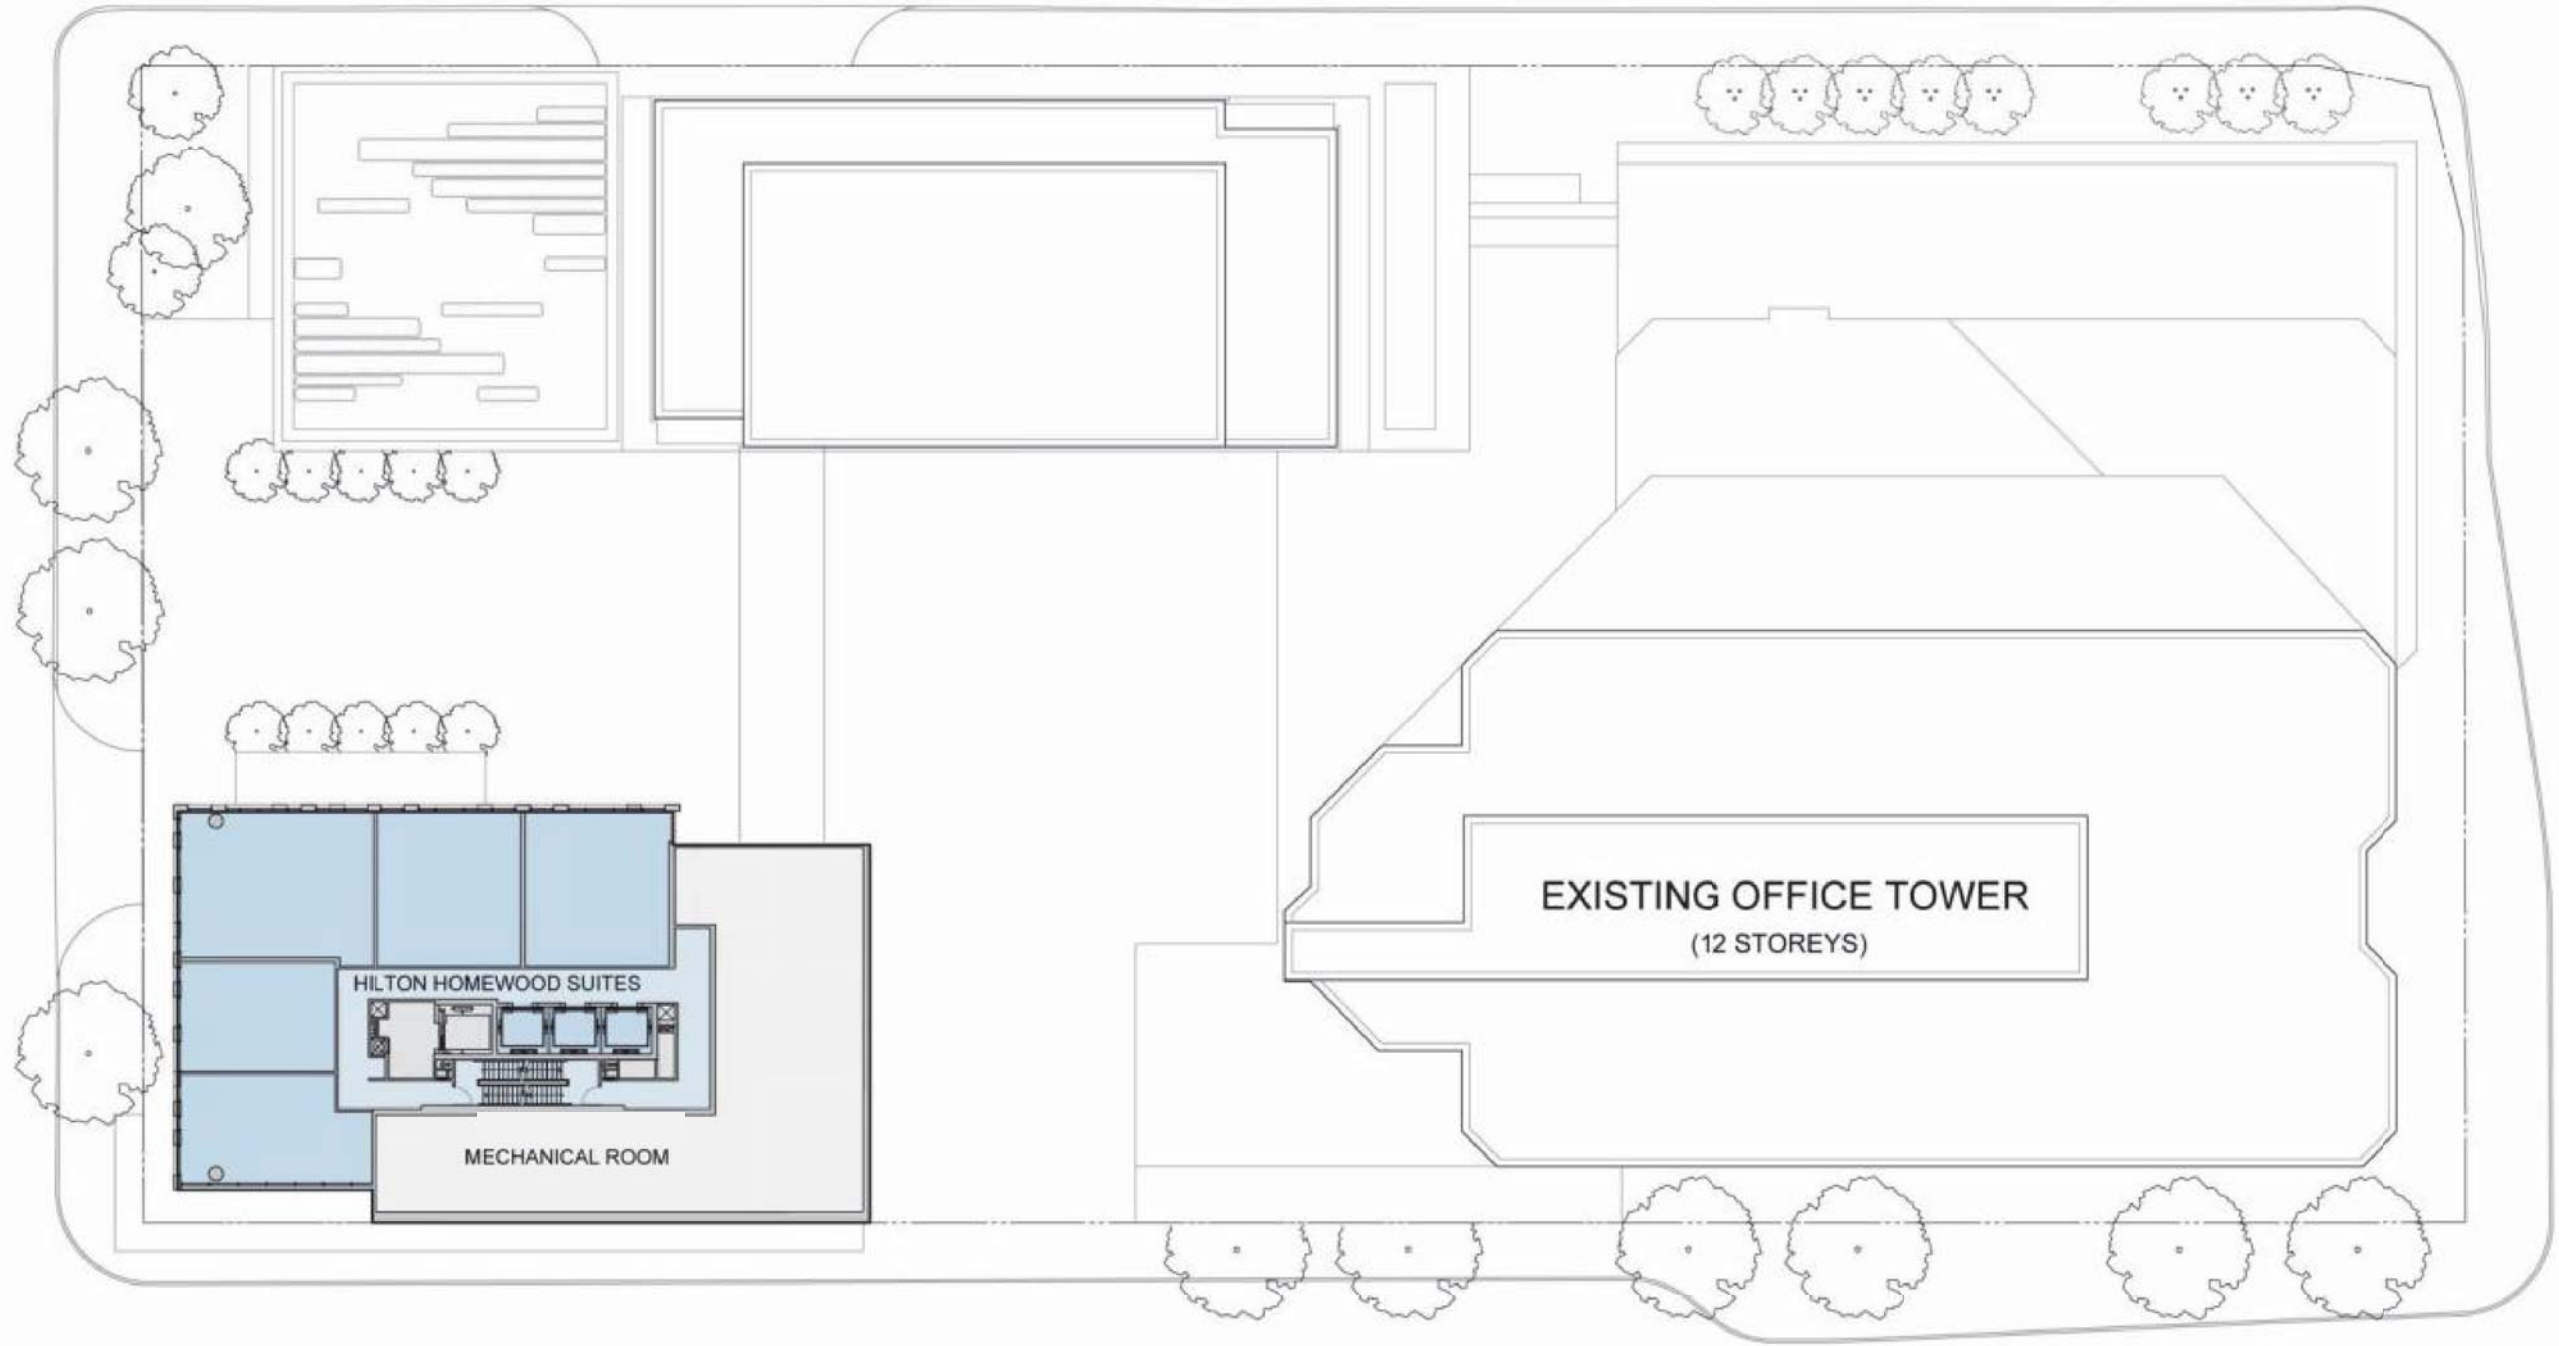 EXISTING OFFICE TOWER
(12 STOREYS)
HILTON HOMEWOOD SUITES
MECHANICAL ROOM